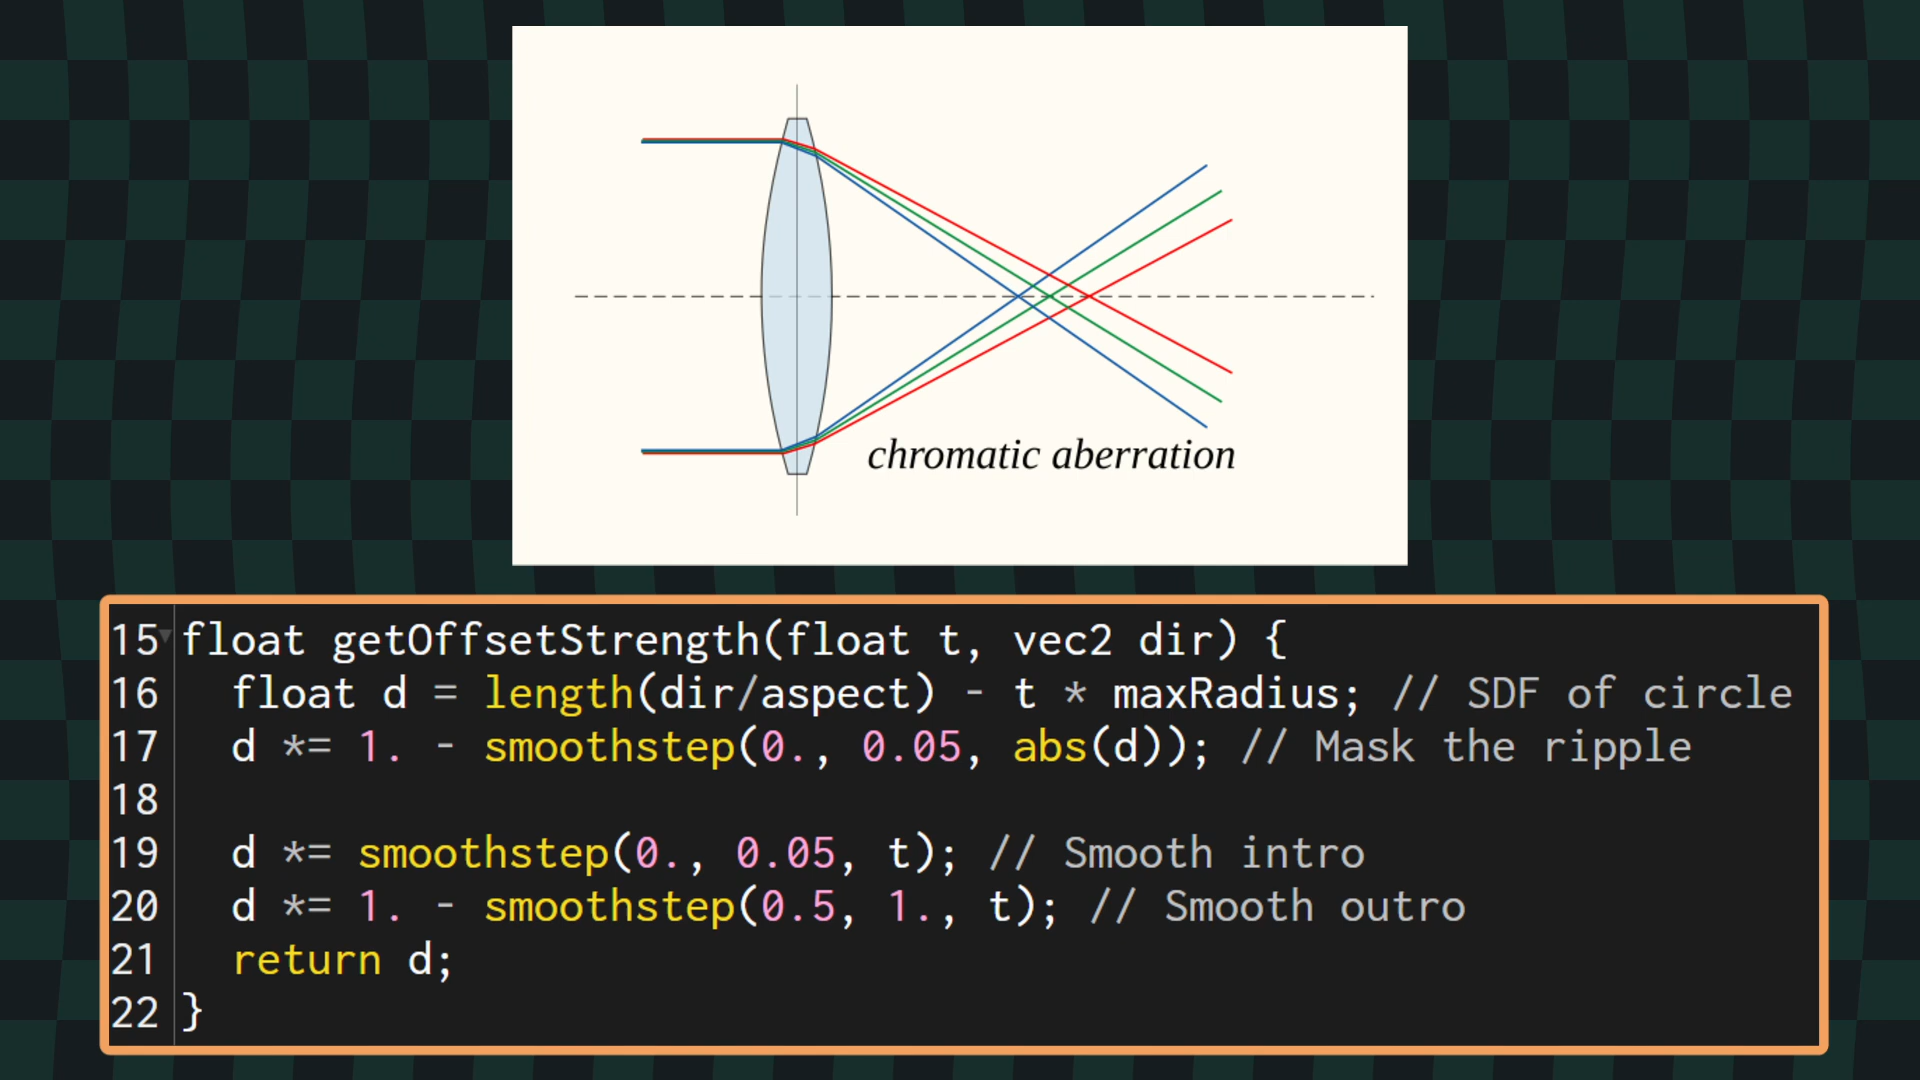 chromatic aberration
15 float getOffsetStrength(float t, vec2 dir) {
16   float d = length(dir/aspect) - t * maxRadius; // SDF of circle
17   d *= 1. - smoothstep(0., 0.05, abs(d)); // Mask the ripple
18
19   d *= smoothstep(0., 0.05, t); // Smooth intro
20   d *= 1. - smoothstep(0.5, 1., t); // Smooth outro
21   return d;
22 }